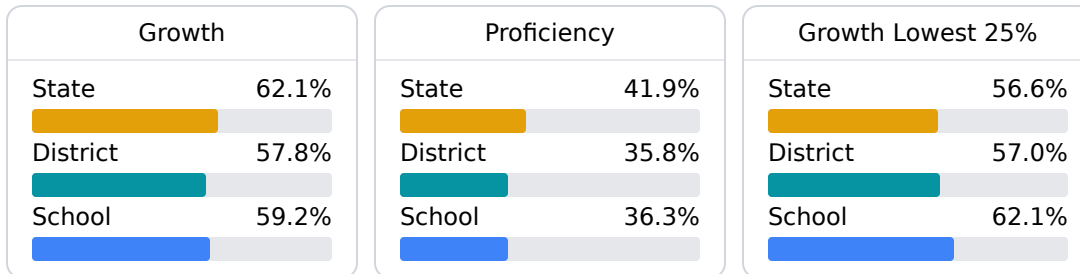 Growth
State 62.1%
District 57.8%
School 59.2%
Proficiency
State 41.9%
District 35.8%
School 36.3%
Growth Lowest 25%
State 56.6%
District 57.0%
School 62.1%